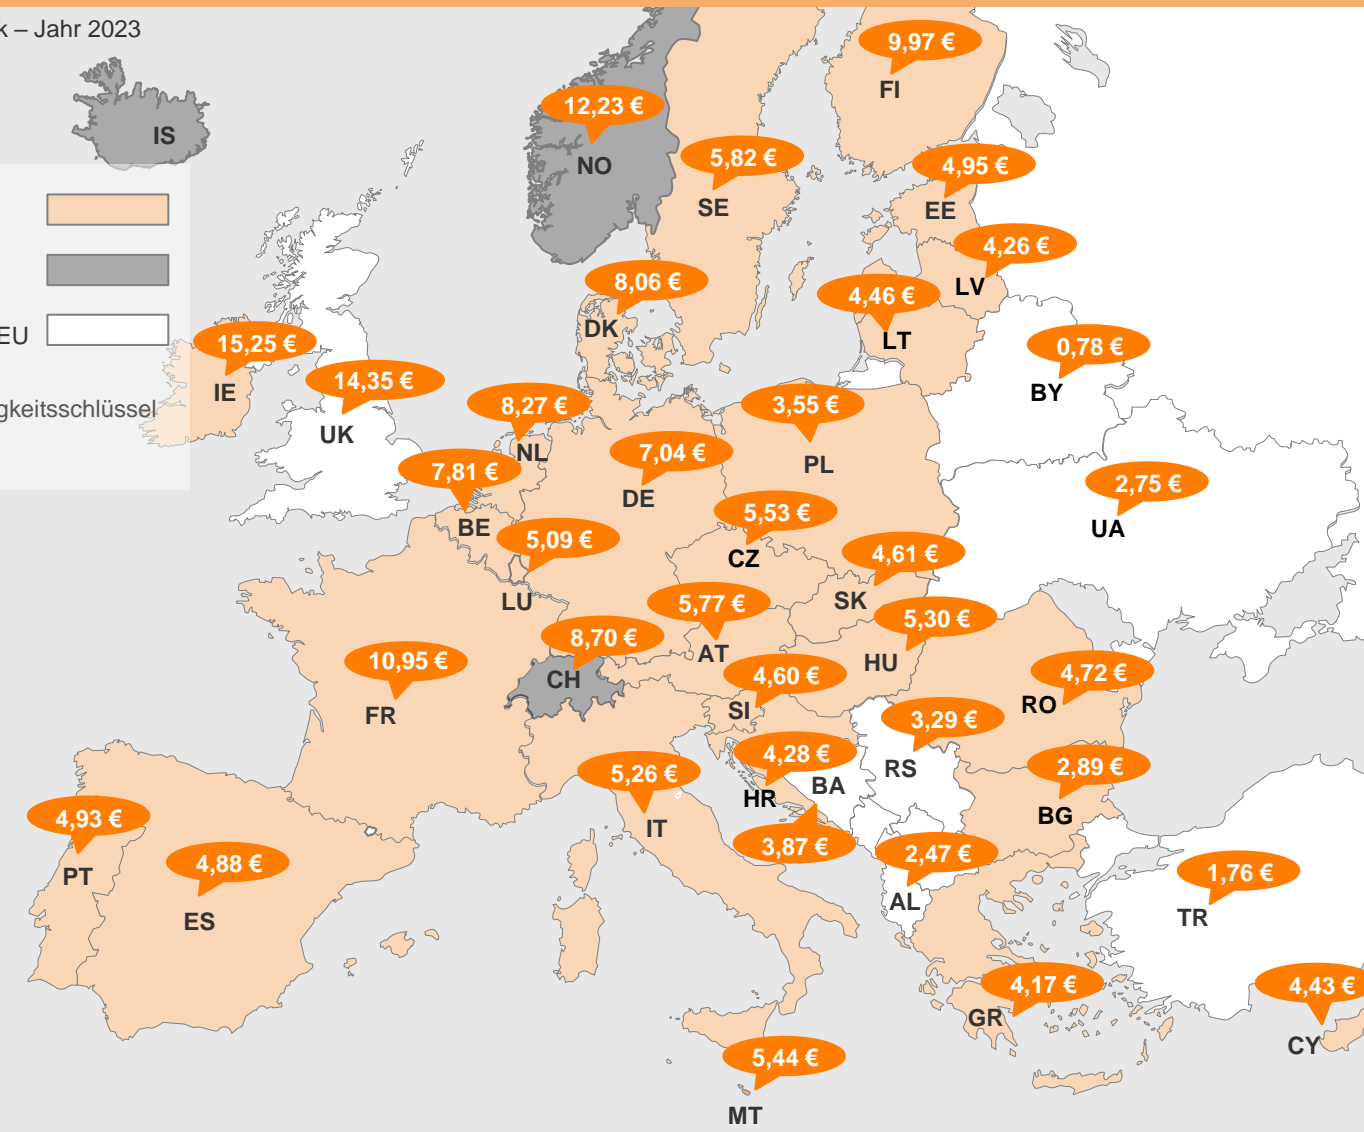 k – Jahr 2023
9,97 €
FI
IS
12,23 €
NO
5,82 €
SE
4,95 €
EE
4,26 €
LV
8,06 €
DK
4,46 €
LT
EU
15,25 €
IE
14,35 €
UK
0,78 €
BY
gkeitsschlüssel
8,27 €
NL
3,55 €
PL
7,04 €
DE
7,81 €
BE
2,75 €
UA
5,53 €
CZ
5,09 €
LU
4,61 €
SK
5,77 €
AT
5,30 €
HU
8,70 €
CH
10,95 €
FR
4,60 €
SI
4,72 €
RO
3,29 €
RS
4,28 €
HR
BA
3,87 €
5,26 €
IT
2,89 €
BG
4,93 €
PT
4,88 €
ES
2,47 €
AL
1,76 €
TR
4,17 €
GR
4,43 €
CY
5,44 €
MT